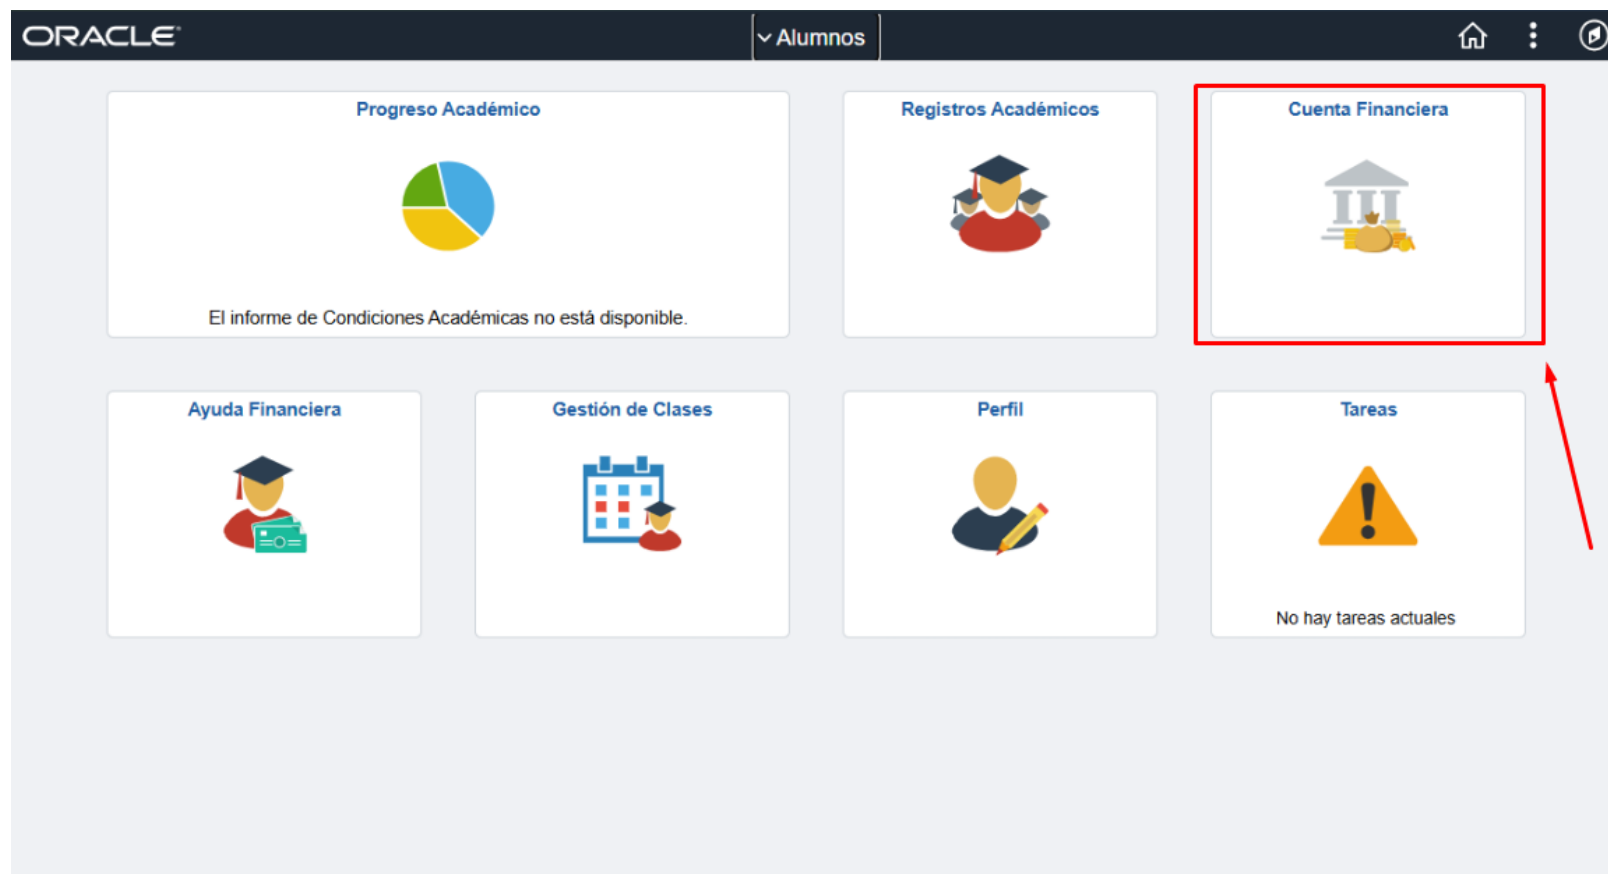 ORACLE
Alumnos
Progreso Académico
Registros Académicos
Cuenta Financiera
El informe de Condiciones Académicas no está disponible.
Ayuda Financiera
Gestión de Clases
Perfil
Tareas
No hay tareas actuales